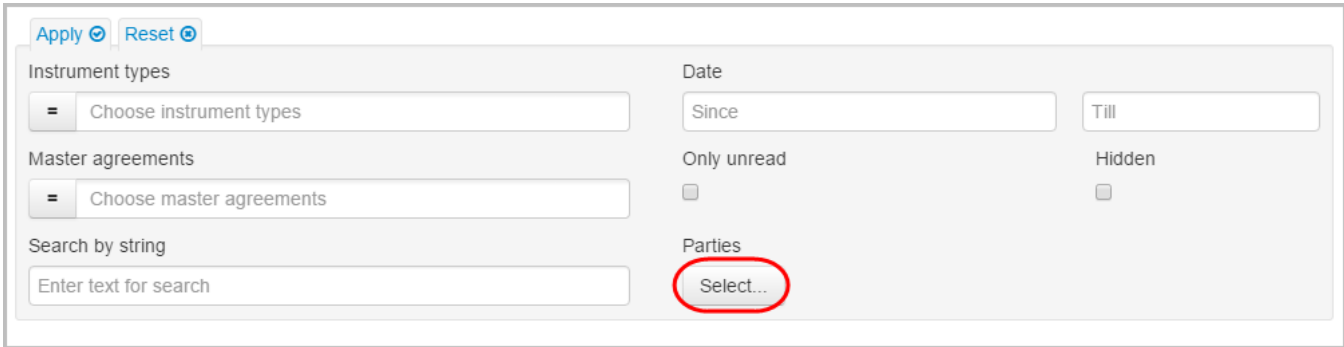 Apply Reset
Instrument types Date
= Choose instrument types Since Till
Master agreements Only unread Hidden
= Choose master agreements
Search by string Parties
Enter text for search Select...